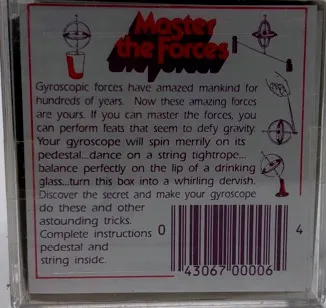 Master
the Forces
Gyroscopic forces have amazed mankind for
hundreds of years. Now these amazing forces
are yours. If you can master the forces, you
can perform feats that seem to defy gravity.
Your gyroscope will spin merrily on its
pedestal...dance on a string tightrope...
balance perfectly on the lip of a drinking
glass...turn this box into a whirling dervish.
Discover the secret and make your gyroscope
do these and other
astounding tricks.
Complete instructions
pedestal and
string inside.
0 43067 00006 4